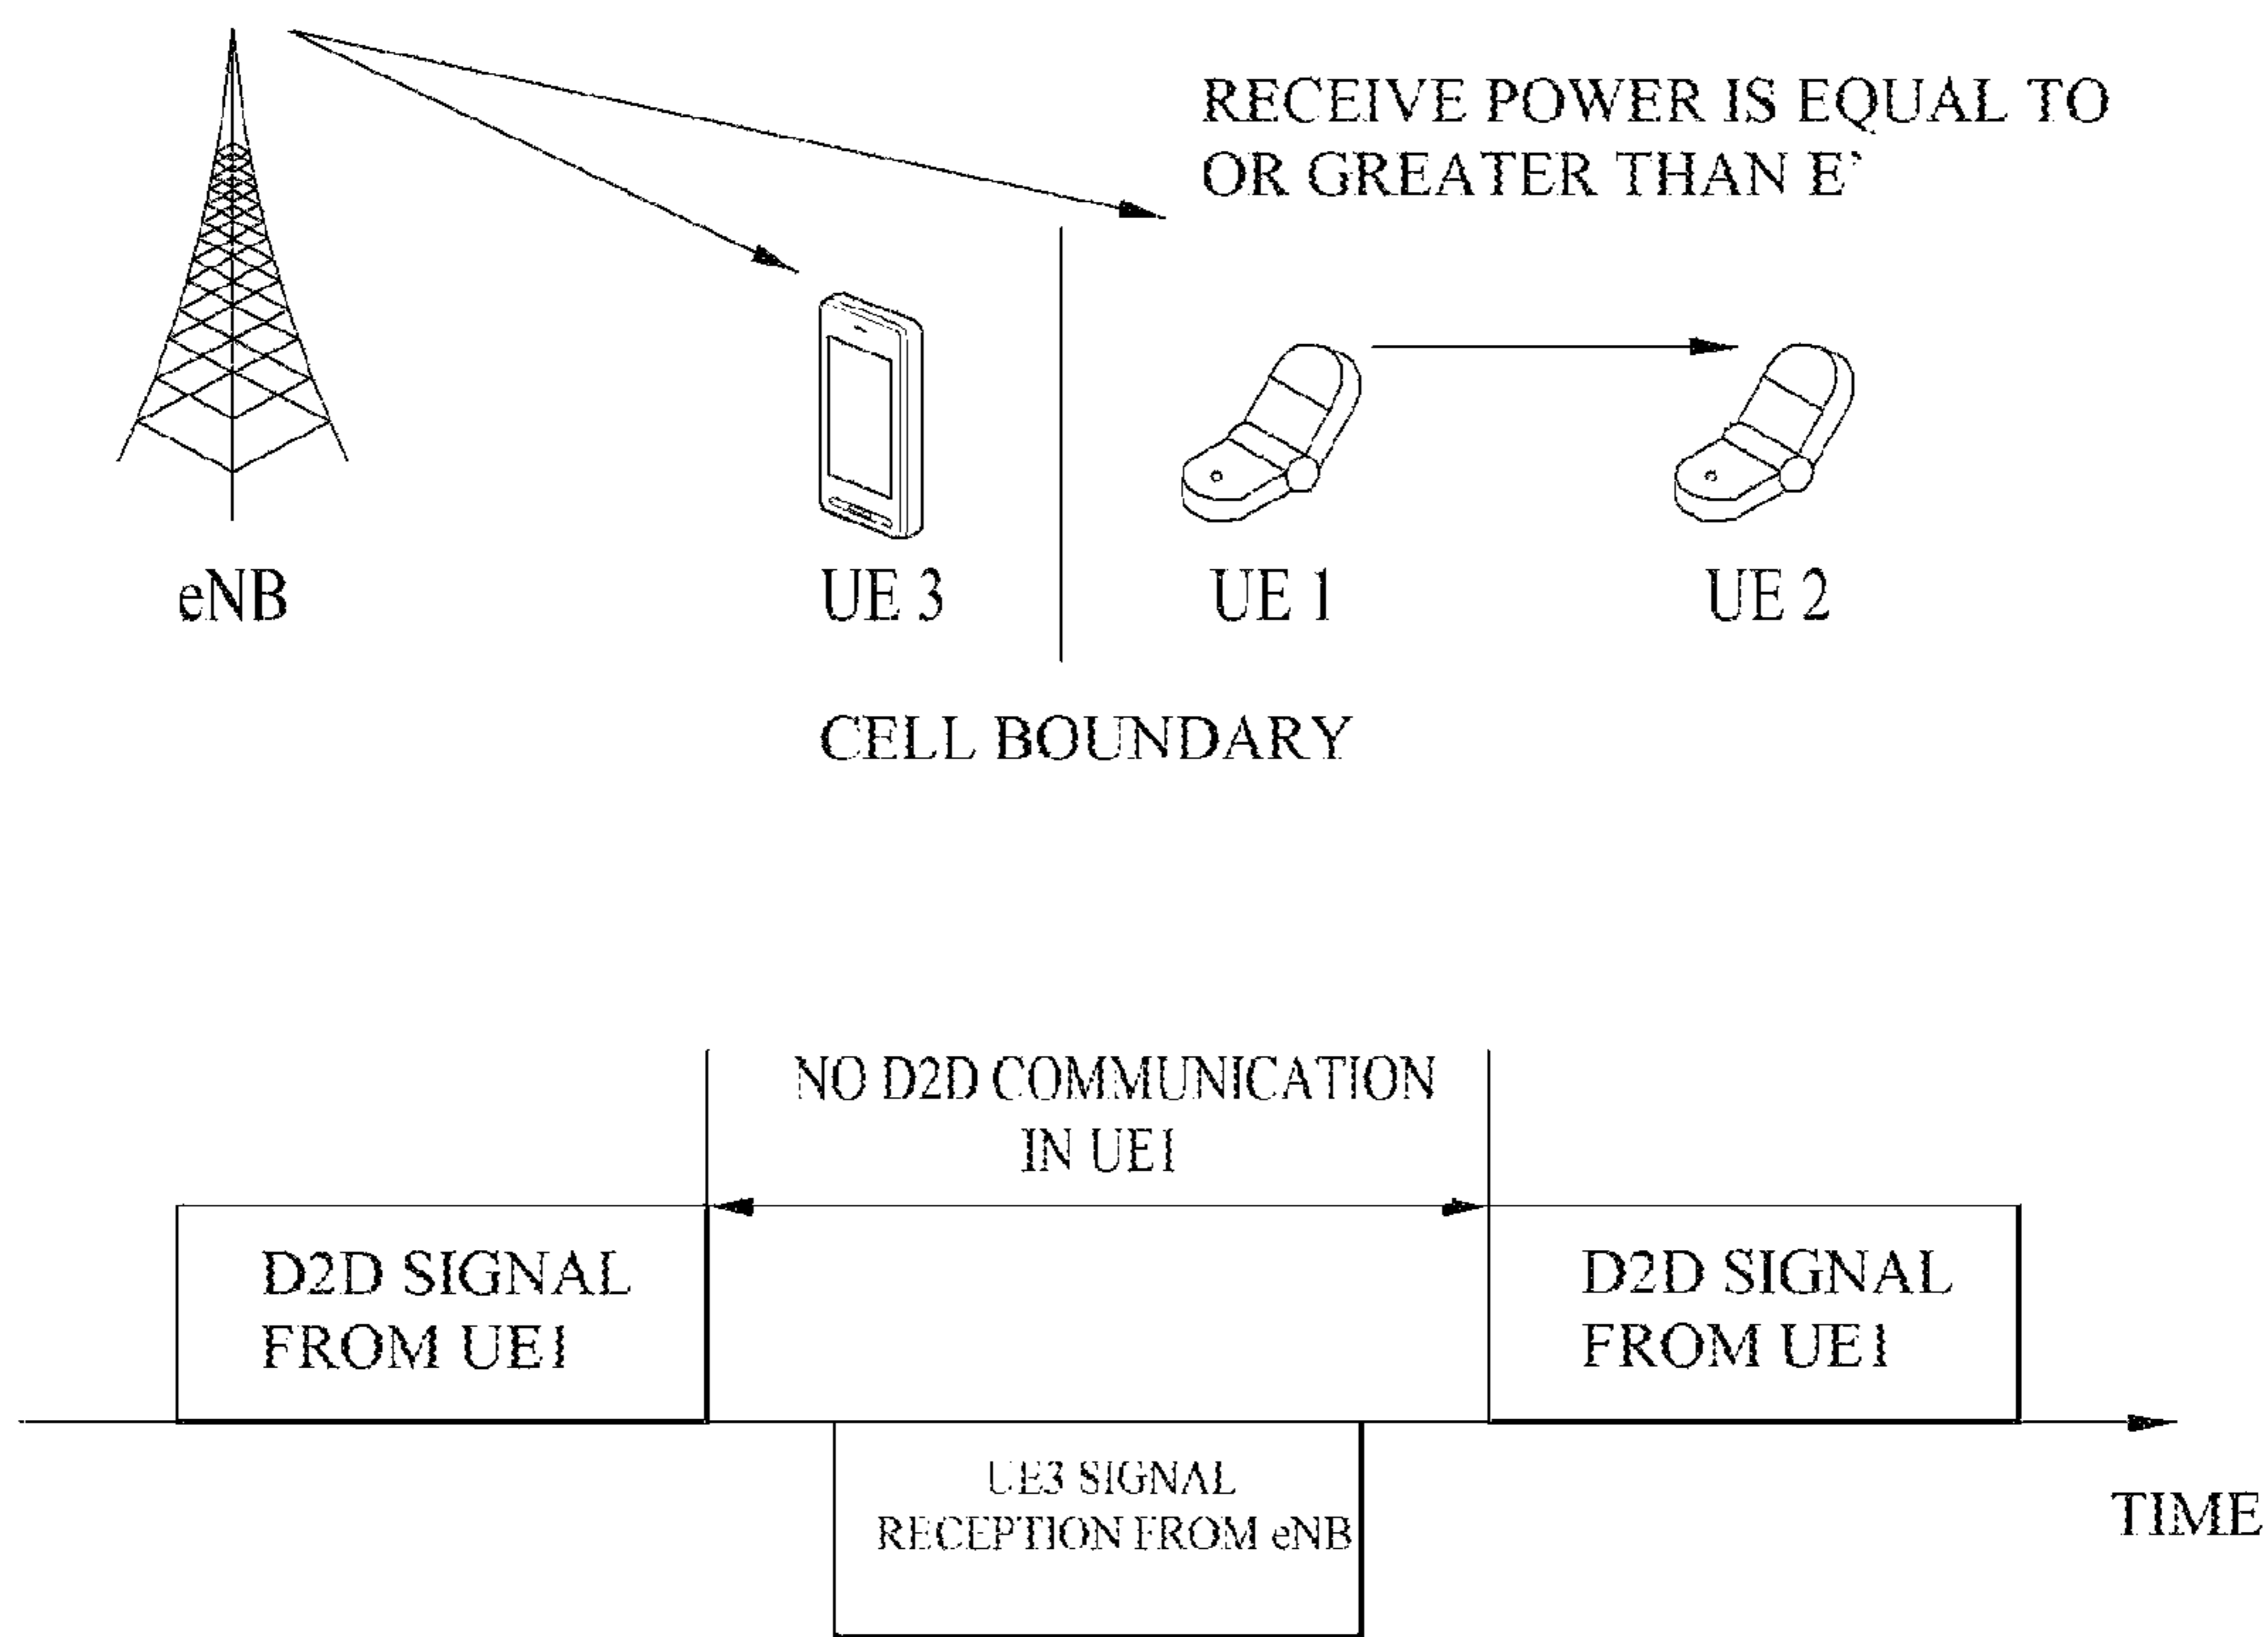 RECEIVE POWER IS EQUAL TO
OR GREATER THAN E'
eNB
UE 3
UE 1
UE 2
CELL BOUNDARY
NO D2D COMMUNICATION
IN UE1
D2D SIGNAL
FROM UE1
D2D SIGNAL
FROM UE1
UE3 SIGNAL
RECEPTION FROM eNB
TIME